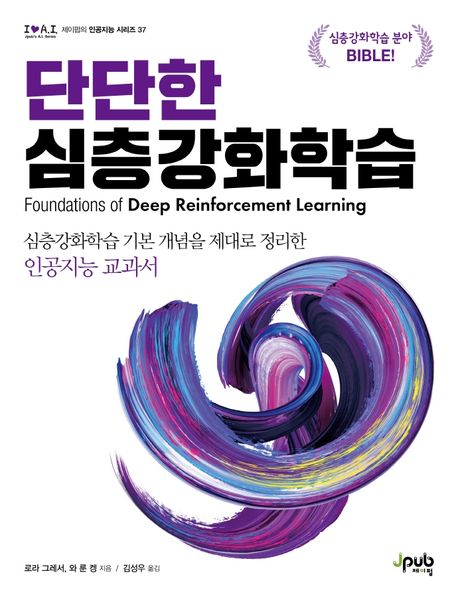 I♥A.I. 제이펍의 인공지능 시리즈 37
Jpub's A.I. Series
심층강화학습 분야
BIBLE!
단단한
심층강화학습
Foundations of Deep Reinforcement Learning
심층강화학습 기본 개념을 제대로 정리한
인공지능 교과서
로라 그레서, 와 룬 켕 지음 / 김성우 옮김
Jpub
제이펍